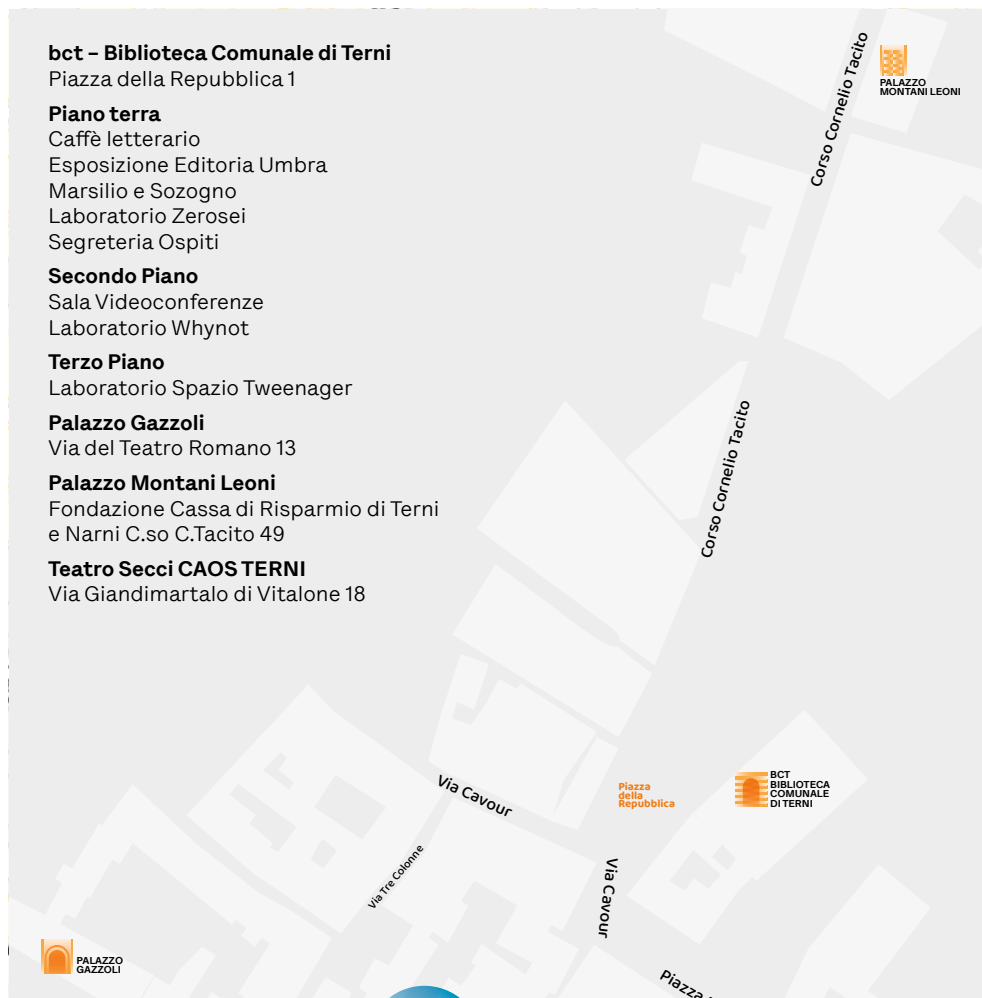 bct – Biblioteca Comunale di Terni
Piazza della Repubblica 1
Piano terra
Caffè letterario
Esposizione Editoria Umbra
Marsilio e Sozogno
Laboratorio Zerosei
Segreteria Ospiti
Secondo Piano
Sala Videoconferenze
Laboratorio Whynot
Terzo Piano
Laboratorio Spazio Tweenager
Palazzo Gazzoli
Via del Teatro Romano 13
Palazzo Montani Leoni
Fondazione Cassa di Risparmio di Terni
e Narni C.so C.Tacito 49
Teatro Secci CAOS TERNI
Via Giandimartalo di Vitalone 18
Corso Cornelio Tacito
PALAZZO
MONTANI LEONI
Corso Cornelio Tacito
Via Cavour
Piazza
della
Repubblica
BCT
BIBLIOTECA
COMUNALE
DI TERNI
Via Tre Colonne
Via Cavour
PALAZZO
GAZZOLI
Piazza